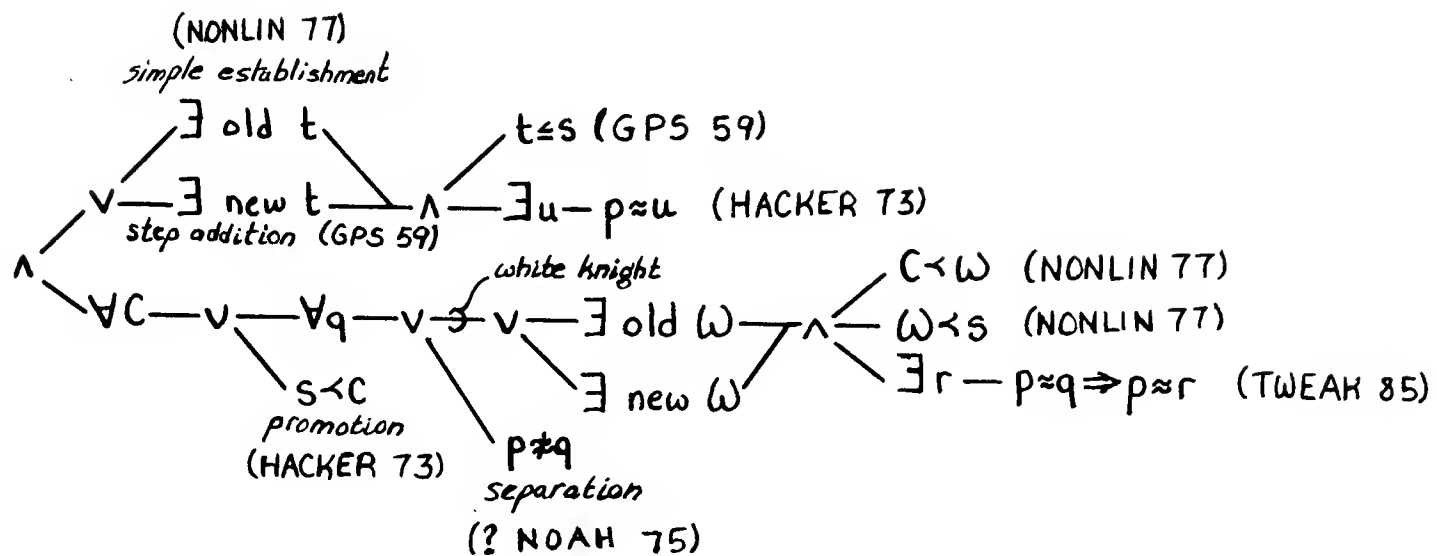 (NONLIN 77)
simple establishment
∃ old t
t≤s (GPS 59)
∨ ∃ new t ∧ ∃u — p≈u (HACKER 73)
step addition (GPS 59)
∧
white knight
C≺ω (NONLIN 77)
∀C ∨ ∀q ∨ ∋ ∨ ∃ old ω ∧ ω≺s (NONLIN 77)
∃ new ω
∃r — p≈q⇒p≈r (TWEAK 85)
s≺C
promotion
(HACKER 73)
p≉q
separation
(? NOAH 75)